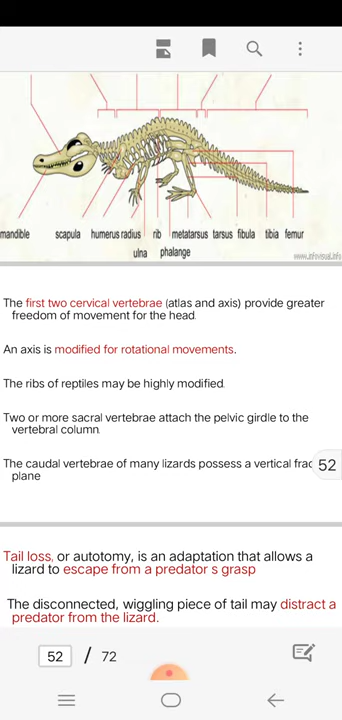 mandible scapula humerus radius rib metatarsus tarsus fibula tibia femur
ulna phalange
www.infovisual.info
The first two cervical vertebrae (atlas and axis) provide greater
freedom of movement for the head.
An axis is modified for rotational movements.
The ribs of reptiles may be highly modified.
Two or more sacral vertebrae attach the pelvic girdle to the
vertebral column.
The caudal vertebrae of many lizards possess a vertical frac
52
plane
Tail loss, or autotomy, is an adaptation that allows a
lizard to escape from a predator s grasp
The disconnected, wiggling piece of tail may distract a
predator from the lizard.
52 / 72